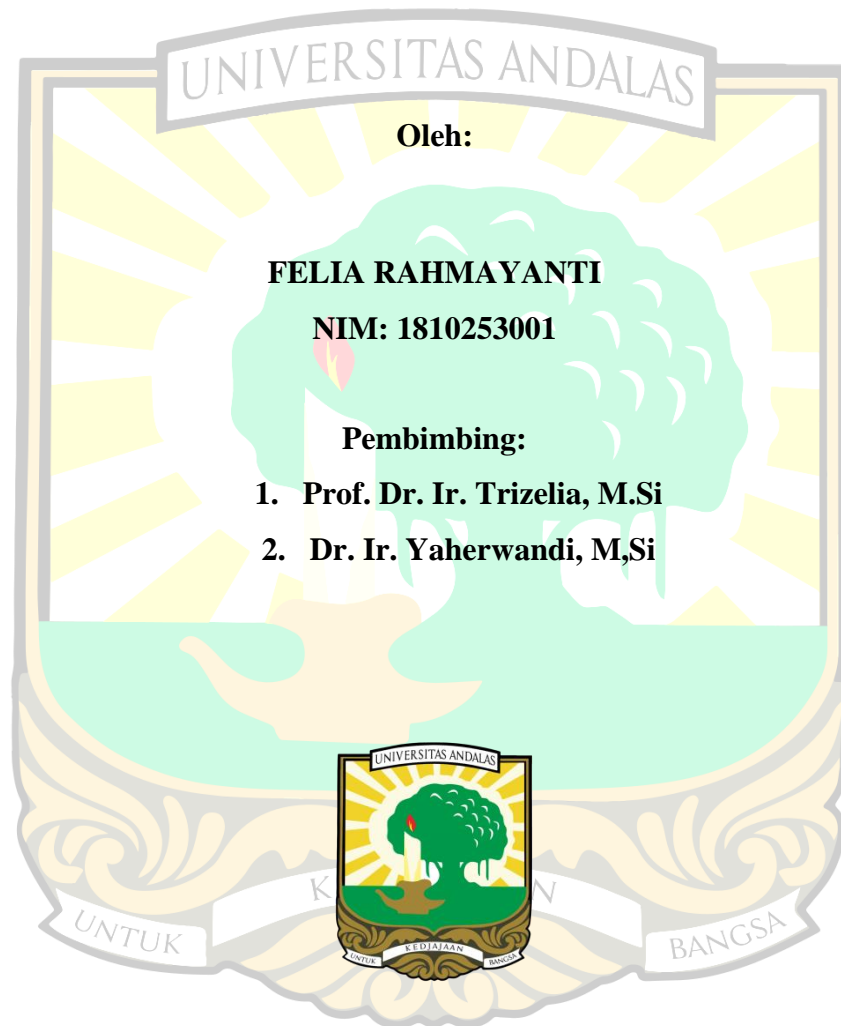 UNIVERSITAS ANDALAS
Oleh:
FELIA RAHMAYANTI
NIM: 1810253001
Pembimbing:
1. Prof. Dr. Ir. Trizelia, M.Si
2. Dr. Ir. Yaherwandi, M,Si
UNIVERSITAS ANDALAS
UNTUK KEDJAJAAN BANGSA
UNTUK K N BANGSA